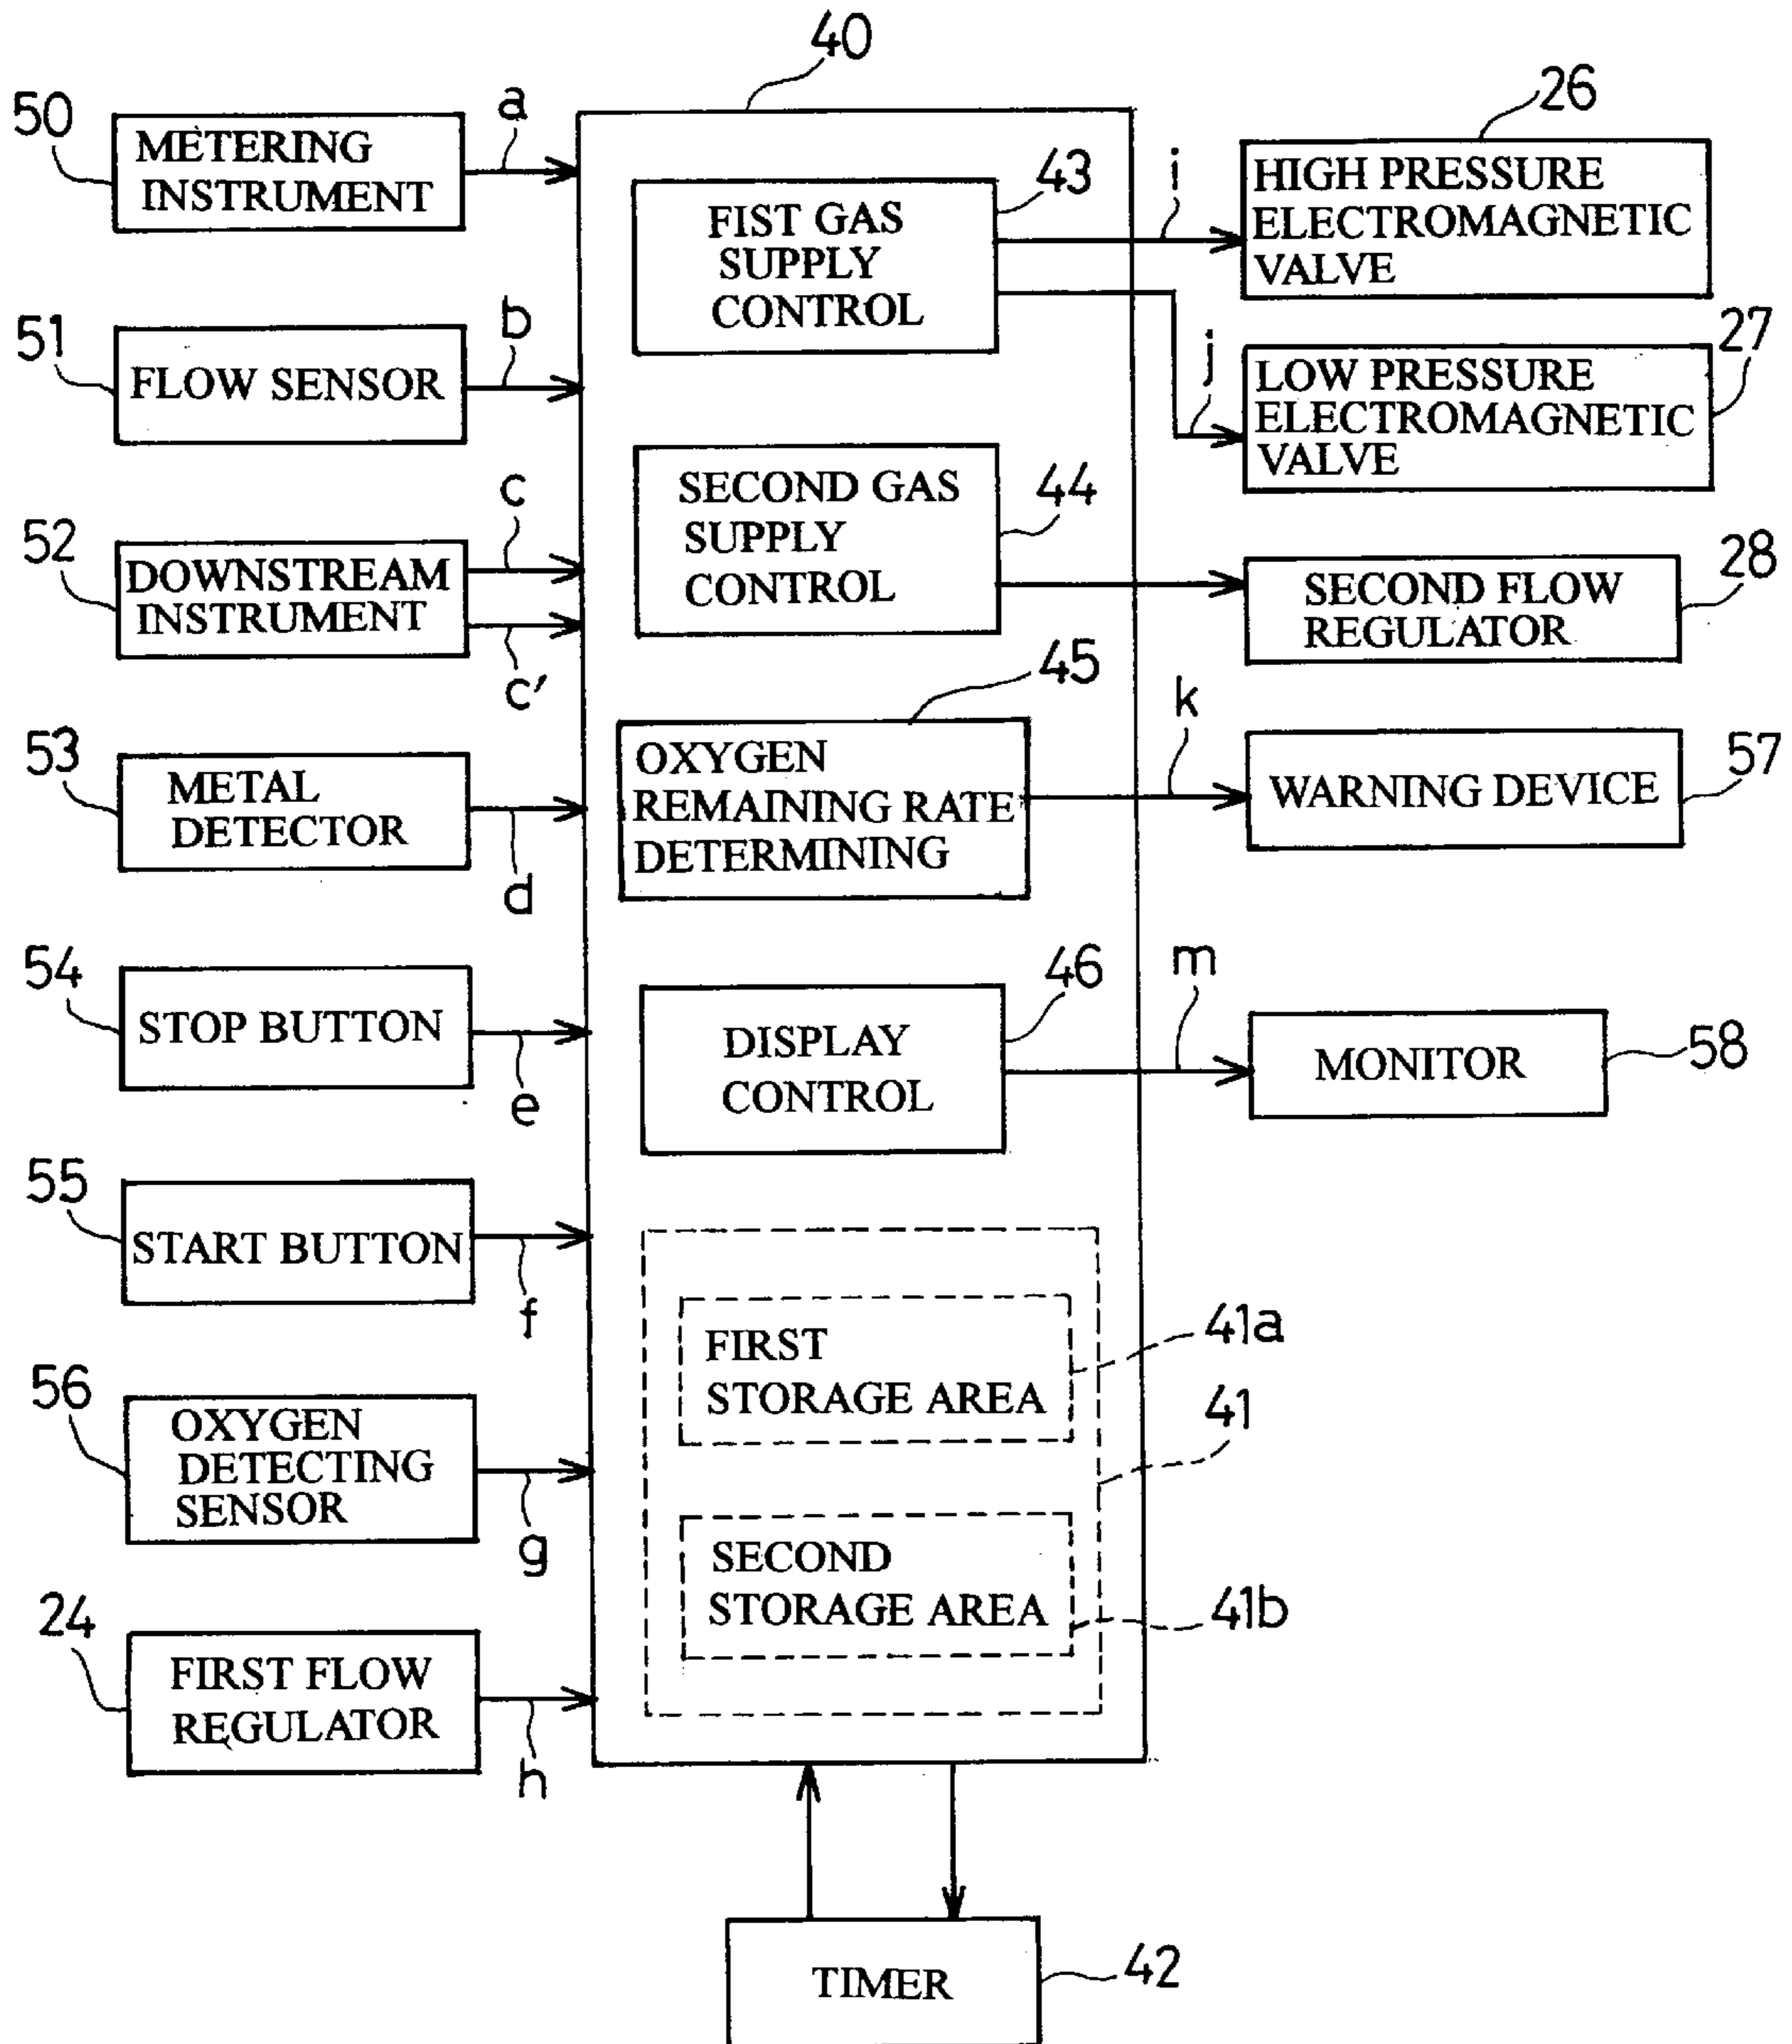 40
50
METERING
INSTRUMENT
a
51
FLOW SENSOR
b
52
DOWNSTREAM
INSTRUMENT
c
c'
53
METAL
DETECTOR
d
54
STOP BUTTON
e
55
START BUTTON
f
56
OXYGEN
DETECTING
SENSOR
g
24
FIRST FLOW
REGULATOR
h
43
FIST GAS
SUPPLY
CONTROL
44
SECOND GAS
SUPPLY
CONTROL
45
OXYGEN
REMAINING RATE
DETERMINING
46
DISPLAY
CONTROL
41a
FIRST
STORAGE AREA
41
SECOND
STORAGE AREA
41b
i
26
HIGH PRESSURE
ELECTROMAGNETIC
VALVE
j
27
LOW PRESSURE
ELECTROMAGNETIC
VALVE
28
SECOND FLOW
REGULATOR
k
57
WARNING DEVICE
m
MONITOR
58
TIMER
42